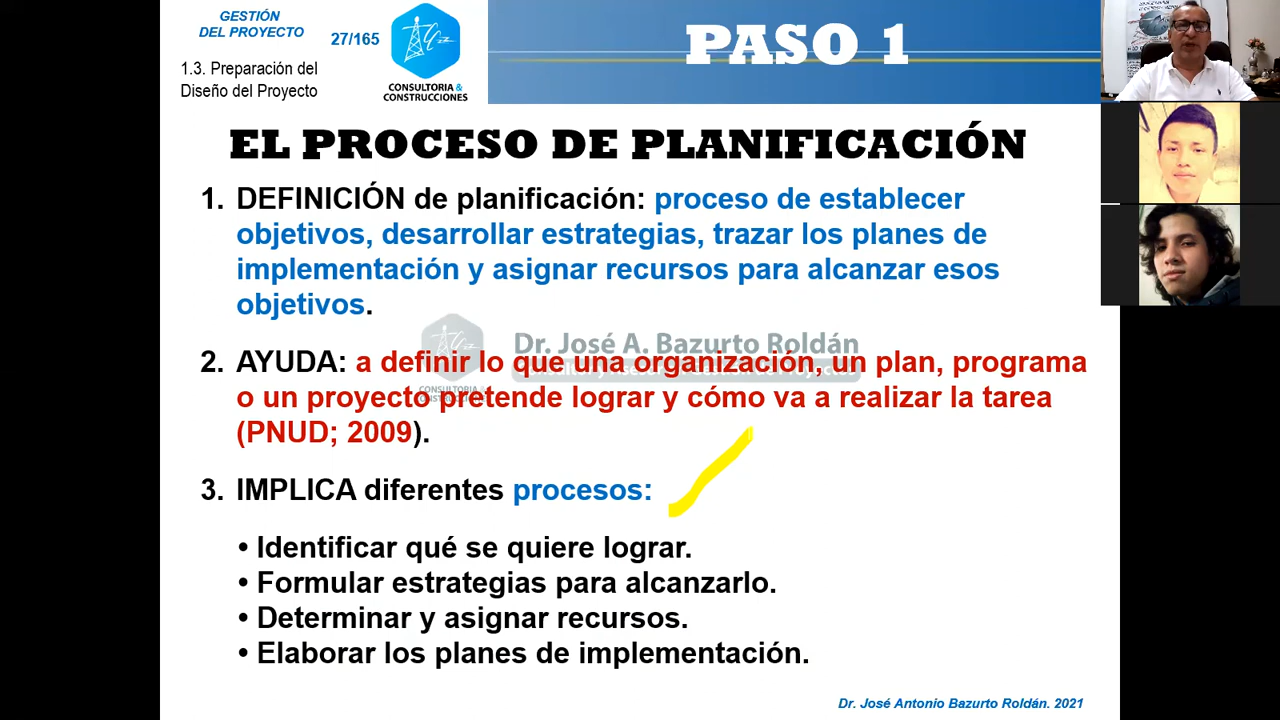 GESTIÓN
DEL PROYECTO
27/165
1.3. Preparación del
Diseño del Proyecto
CONSULTORIA &
CONSTRUCCIONES
PASO 1
EL PROCESO DE PLANIFICACIÓN
1. DEFINICIÓN de planificación: proceso de establecer
objetivos, desarrollar estrategias, trazar los planes de
implementación y asignar recursos para alcanzar esos
objetivos.
Dr. José A. Bazurto Roldán
2. AYUDA: a definir lo que una organización, un plan, programa
o un proyecto pretende lograr y cómo va a realizar la tarea
(PNUD; 2009).
CONSULTORIA &
3. IMPLICA diferentes procesos:
• Identificar qué se quiere lograr.
• Formular estrategias para alcanzarlo.
• Determinar y asignar recursos.
• Elaborar los planes de implementación.
Dr. José Antonio Bazurto Roldán. 2021